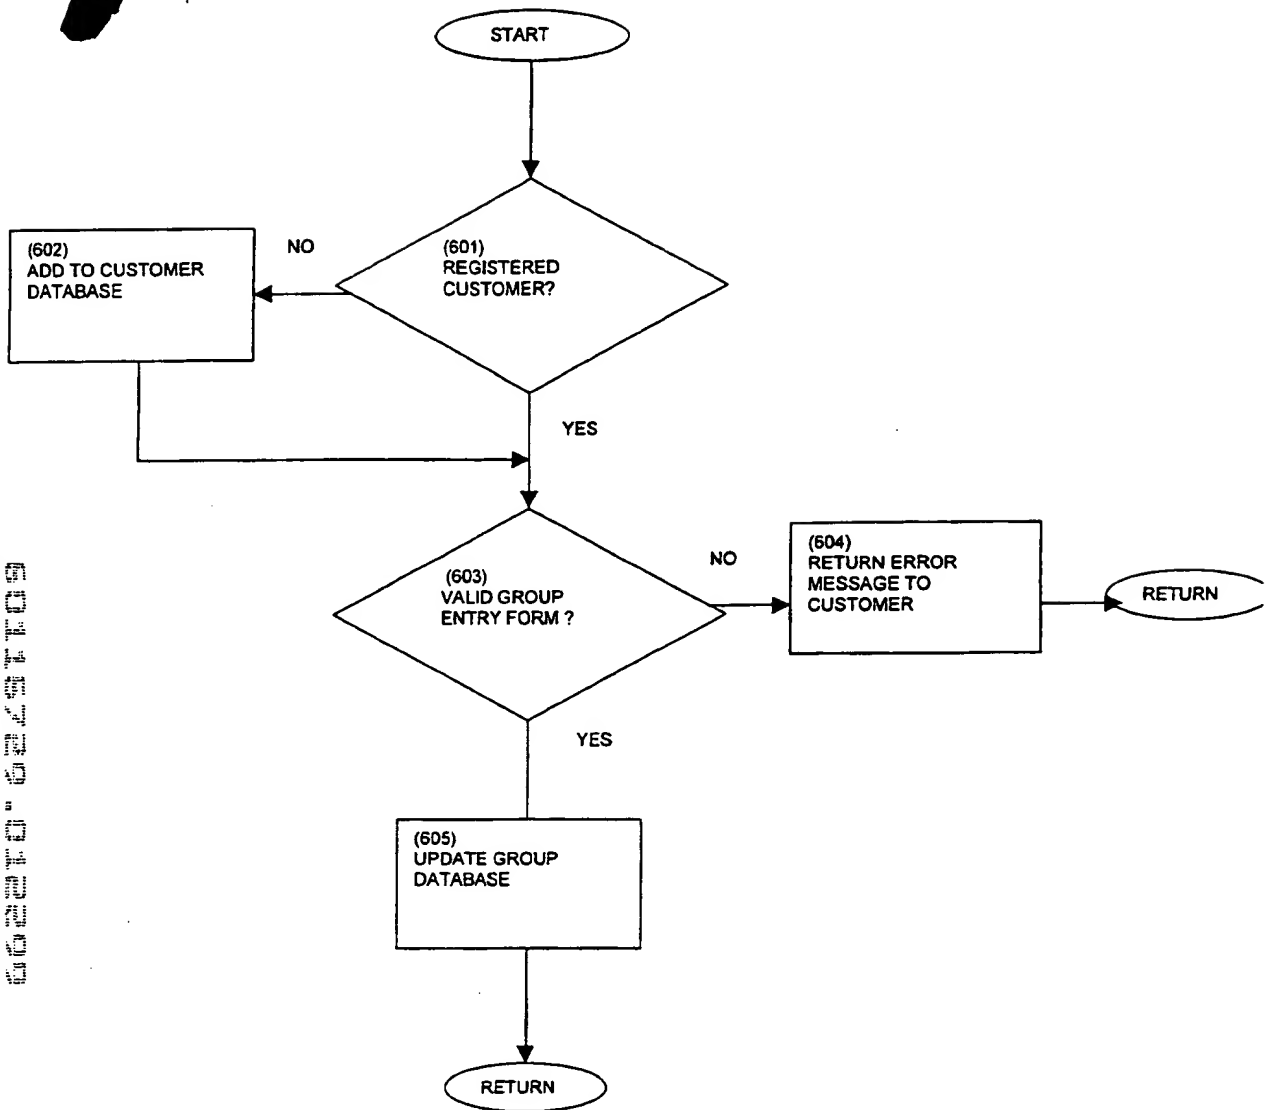 START
NO
(602)
ADD TO CUSTOMER
DATABASE
(601)
REGISTERED
CUSTOMER?
YES
(603)
VALID GROUP
ENTRY FORM ?
NO
(604)
RETURN ERROR
MESSAGE TO
CUSTOMER
RETURN
YES
(605)
UPDATE GROUP
DATABASE
RETURN